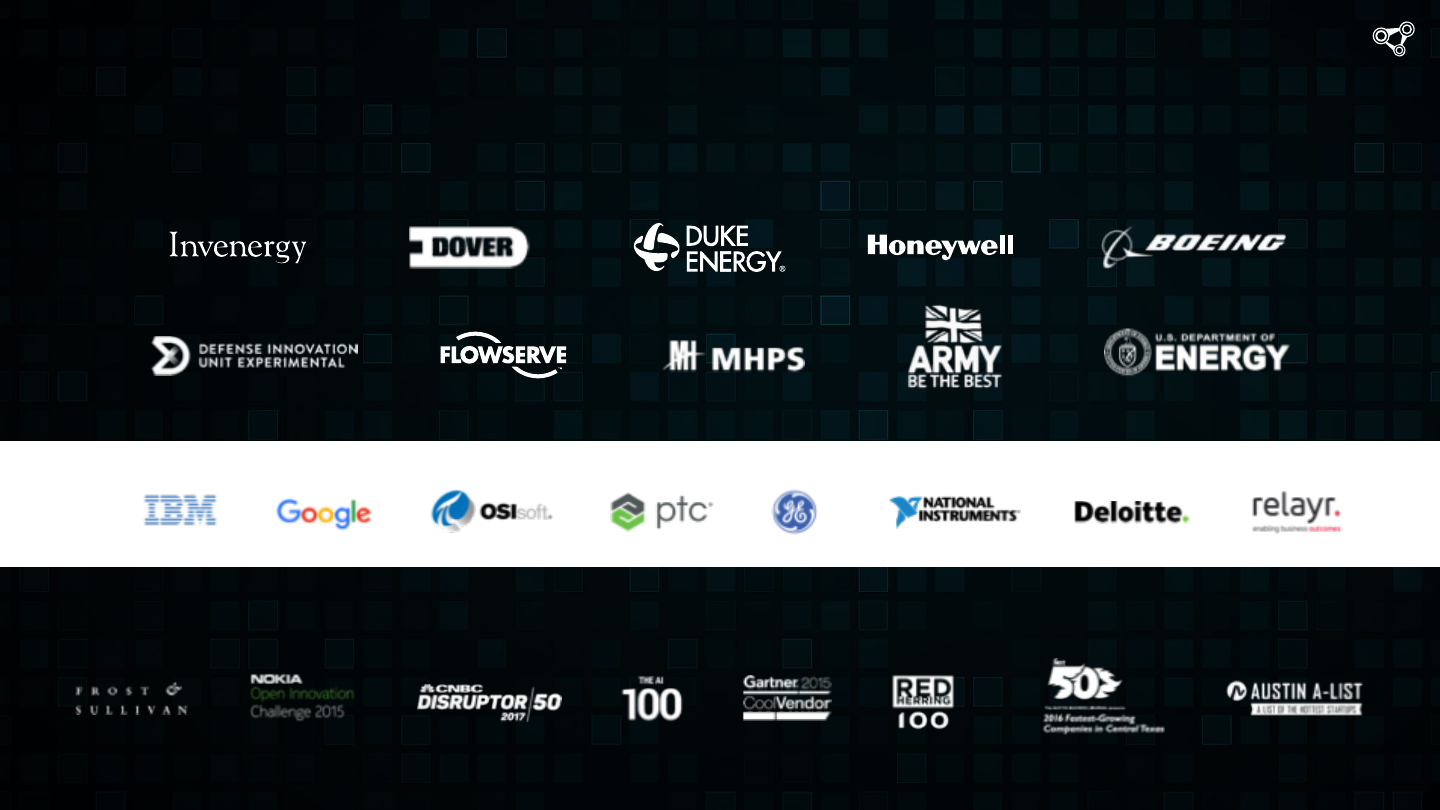 Invenergy
DOVER
DUKE
ENERGY®
Honeywell
BOEING
DEFENSE INNOVATION
UNIT EXPERIMENTAL
FLOWSERVE
MHPS
ARMY
BE THE BEST
U.S. DEPARTMENT OF
ENERGY
IBM
Google
OSIsoft.
ptc®
GE
NATIONAL
INSTRUMENTS™
Deloitte.
relayr.
enabling business outcomes
FROST &
SULLIVAN
NOKIA
Open Innovation
Challenge 2015
CNBC
DISRUPTOR/50
2017
THE AI
100
Gartner 2015
CoolVendor
RED
HERRING
100
50
2016 Fastest-Growing
Companies in Central Texas
AUSTIN A-LIST
A LIST OF THE HOTTEST STARTUPS